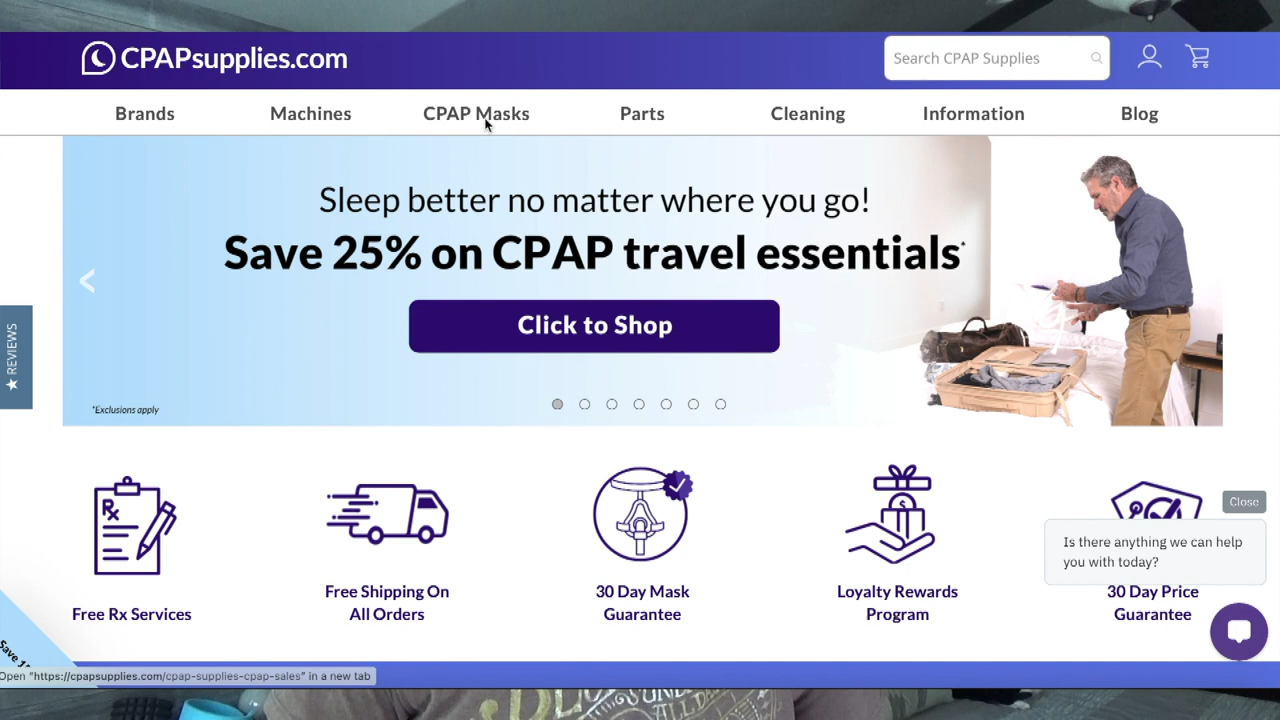 CPAPsupplies.com
Search CPAP Supplies
Brands
Machines
CPAP Masks
Parts
Cleaning
Information
Blog
Sleep better no matter where you go!
Save 25% on CPAP travel essentials*
Click to Shop
*Exclusions apply
★ REVIEWS
Rx
$
Free Rx Services
Free Shipping On
All Orders
30 Day Mask
Guarantee
Loyalty Rewards
Program
30 Day Price
Guarantee
Close
Is there anything we can help
you with today?
Save
Open "https://cpapsupplies.com/cpap-supplies-cpap-sales" in a new tab